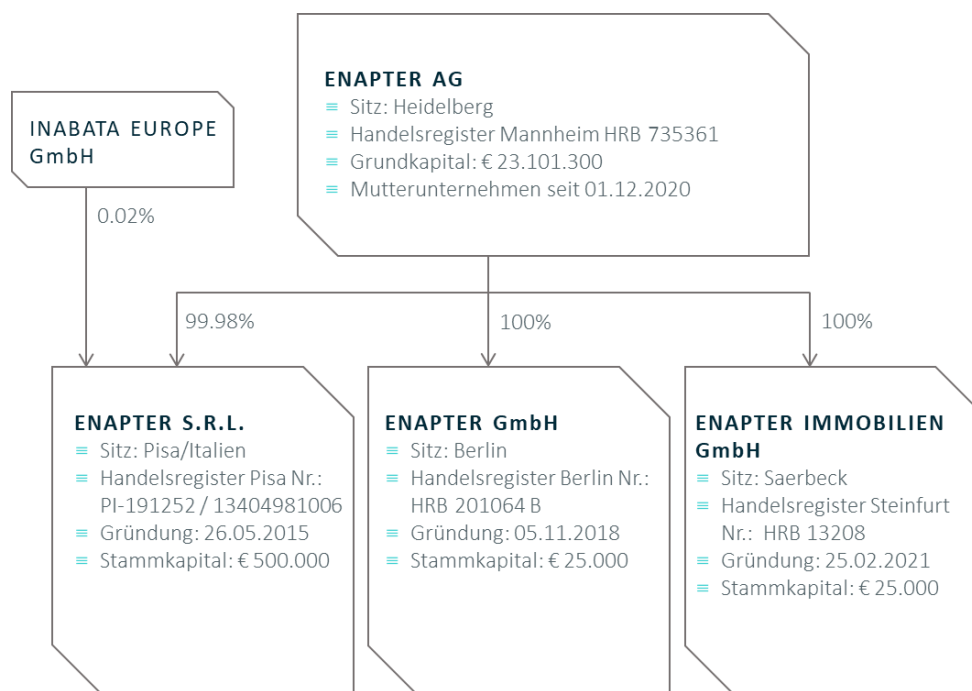 ENAPTER AG
≡ Sitz: Heidelberg
≡ Handelsregister Mannheim HRB 735361
≡ Grundkapital: € 23.101.300
≡ Mutterunternehmen seit 01.12.2020
INABATA EUROPE
GmbH
0.02%
99.98%
100%
100%
ENAPTER S.R.L.
≡ Sitz: Pisa/Italien
≡ Handelsregister Pisa Nr.:
PI-191252 / 13404981006
≡ Gründung: 26.05.2015
≡ Stammkapital: € 500.000
ENAPTER GmbH
≡ Sitz: Berlin
≡ Handelsregister Berlin Nr.:
HRB 201064 B
≡ Gründung: 05.11.2018
≡ Stammkapital: € 25.000
ENAPTER IMMOBILIEN
GmbH
≡ Sitz: Saerbeck
≡ Handelsregister Steinfurt
Nr.: HRB 13208
≡ Gründung: 25.02.2021
≡ Stammkapital: € 25.000